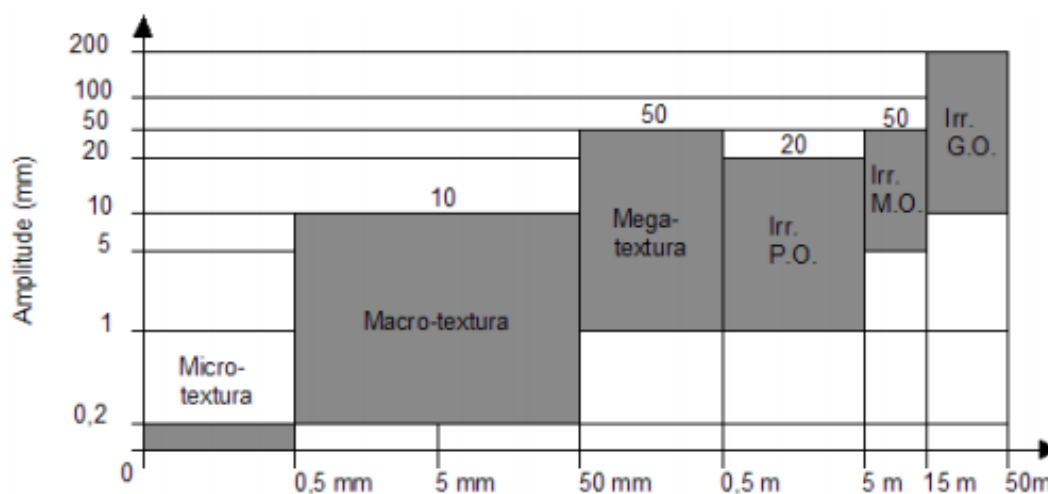 200
100
50
20
10
5
1
0,2
0
Amplitude (mm)
50
50
20
10
Irr.
G.O.
Irr.
M.O.
Mega-
textura
Irr.
P.O.
Macro-textura
Micro-
textura
0,5 mm
5 mm
50 mm
0,5 m
5 m
15 m
50m